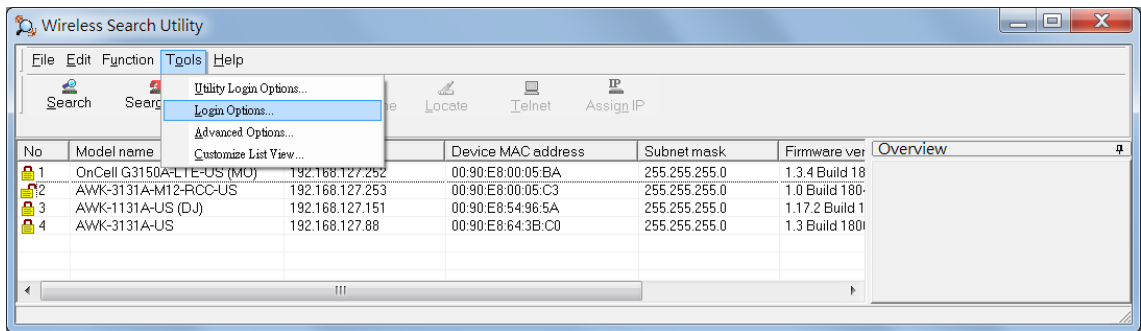 Wireless Search Utility
File Edit Function Tools Help
Search Searc Locate Telnet Assign IP
Utility Login Options...
Login Options...
Advanced Options...
Customize List View...
No Model name Device MAC address Subnet mask Firmware ver Overview
1 OnCell G3150A-LTE-US (MO) 192.168.127.252 00:90:E8:00:05:BA 255.255.255.0 1.3.4 Build 18
2 AWK-3131A-M12-RCC-US 192.168.127.253 00:90:E8:00:05:C3 255.255.255.0 1.0 Build 180
3 AWK-1131A-US (DJ) 192.168.127.151 00:90:E8:54:96:5A 255.255.255.0 1.17.2 Build 1
4 AWK-3131A-US 192.168.127.88 00:90:E8:64:3B:C0 255.255.255.0 1.3 Build 180